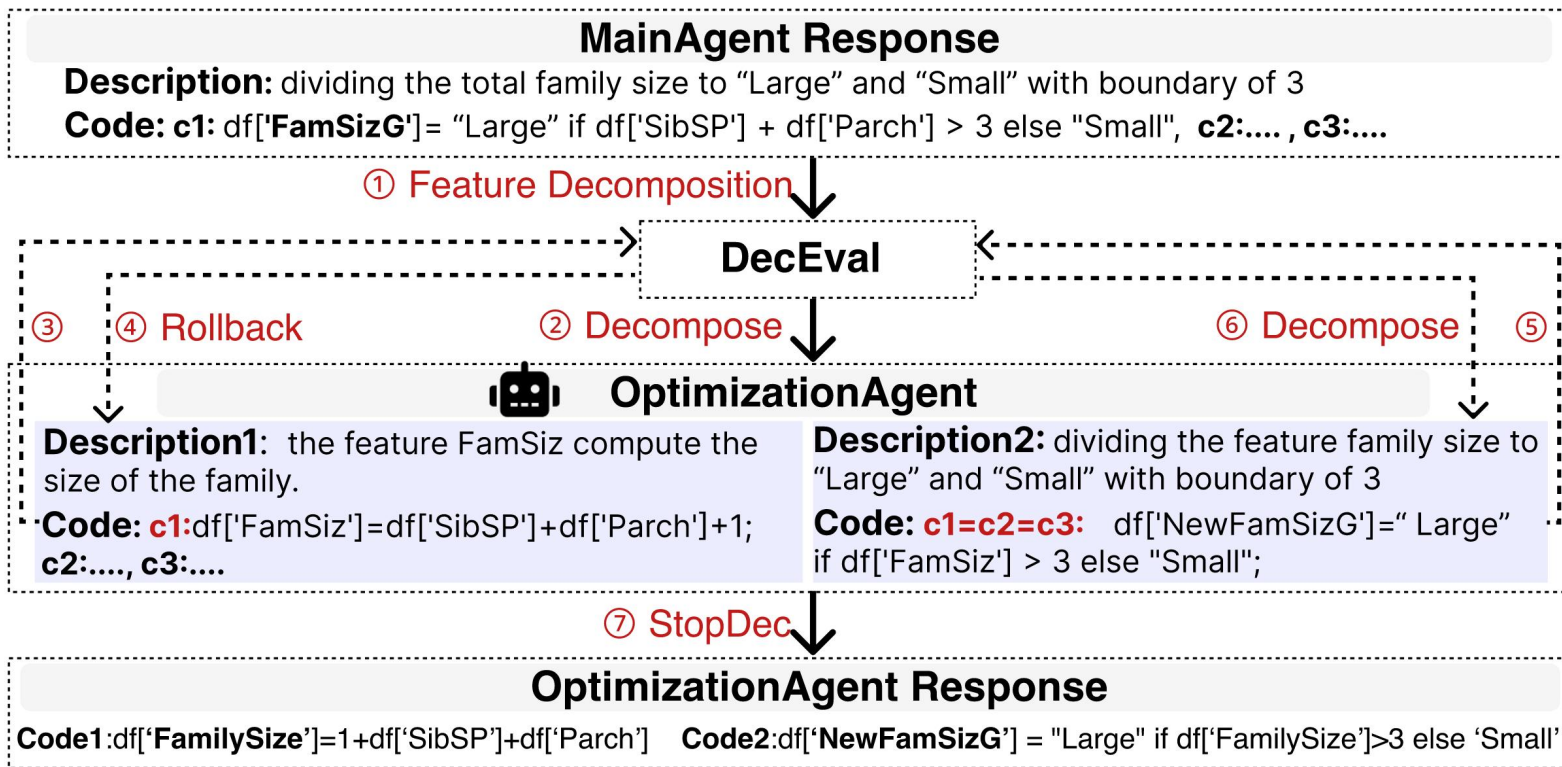 MainAgent Response
Description: dividing the total family size to “Large” and “Small” with boundary of 3
Code: c1: df['FamSizG']= “Large” if df['SibSP'] + df['Parch'] > 3 else "Small", c2:.... , c3:....
① Feature Decomposition
DecEval
③ ④ Rollback ② Decompose ⑥ Decompose ⑤
OptimizationAgent
Description1: the feature FamSiz compute the
size of the family.
Code: c1:df['FamSiz']=df['SibSP']+df['Parch']+1;
c2:...., c3:....
Description2: dividing the feature family size to
“Large” and “Small” with boundary of 3
Code: c1=c2=c3: df['NewFamSizG']=“ Large”
if df['FamSiz'] > 3 else "Small";
⑦ StopDec
OptimizationAgent Response
Code1:df[‘FamilySize’]=1+df[‘SibSP’]+df[‘Parch’] Code2:df[‘NewFamSizG’] = "Large" if df[‘FamilySize’]>3 else ‘Small’